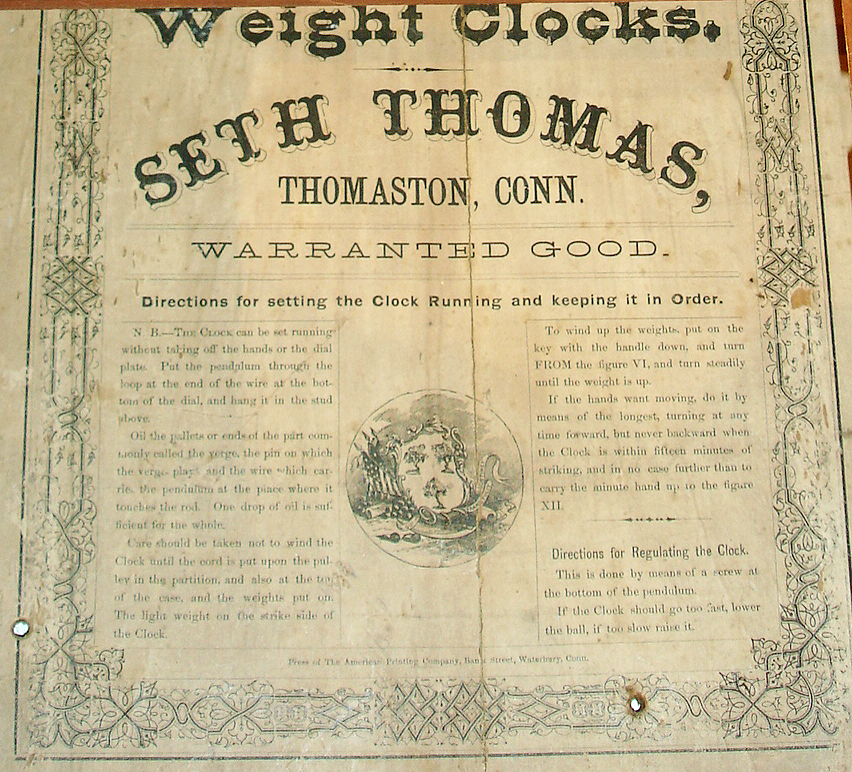 Weight Clocks.
SETH THOMAS,
THOMASTON, CONN.
WARRANTED GOOD.
Directions for setting the Clock Running and keeping it in Order.
N. B.—THE CLOCK can be set running
without taking off the hands or the dial
plate. Put the pendulum through the
loop at the end of the wire at the bot-
tom of the dial, and hang it in the stud
above.
Oil the pallets or ends of the part com-
monly called the verge, the pin on which
the verge plays and the wire which car-
ries the pendulum at the place where it
touches the rod. One drop of oil is suf-
ficient for the whole.
Care should be taken not to wind the
Clock until the cord is put upon the pul-
ley in the partition, and also at the top
of the case, and the weights put on.
The light weight on the strike side of
the Clock.
To wind up the weights, put on the
key with the handle down, and turn
FROM the figure VI, and turn steadily
until the weight is up.
If the hands want moving, do it by
means of the longest, turning at any
time forward, but never backward when
the Clock is within fifteen minutes of
striking, and in no case further than to
carry the minute hand up to the figure
XII.
Directions for Regulating the Clock.
This is done by means of a screw at
the bottom of the pendulum.
If the Clock should go too fast, lower
the ball, if too slow raise it.
Press of The American Printing Company, Bank Street, Waterbury, Conn.